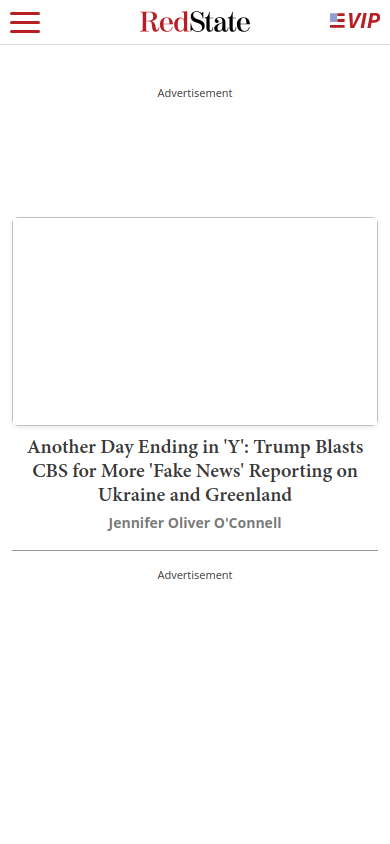 RedState
VIP
Advertisement
Another Day Ending in 'Y': Trump Blasts
CBS for More 'Fake News' Reporting on
Ukraine and Greenland
Jennifer Oliver O'Connell
Advertisement